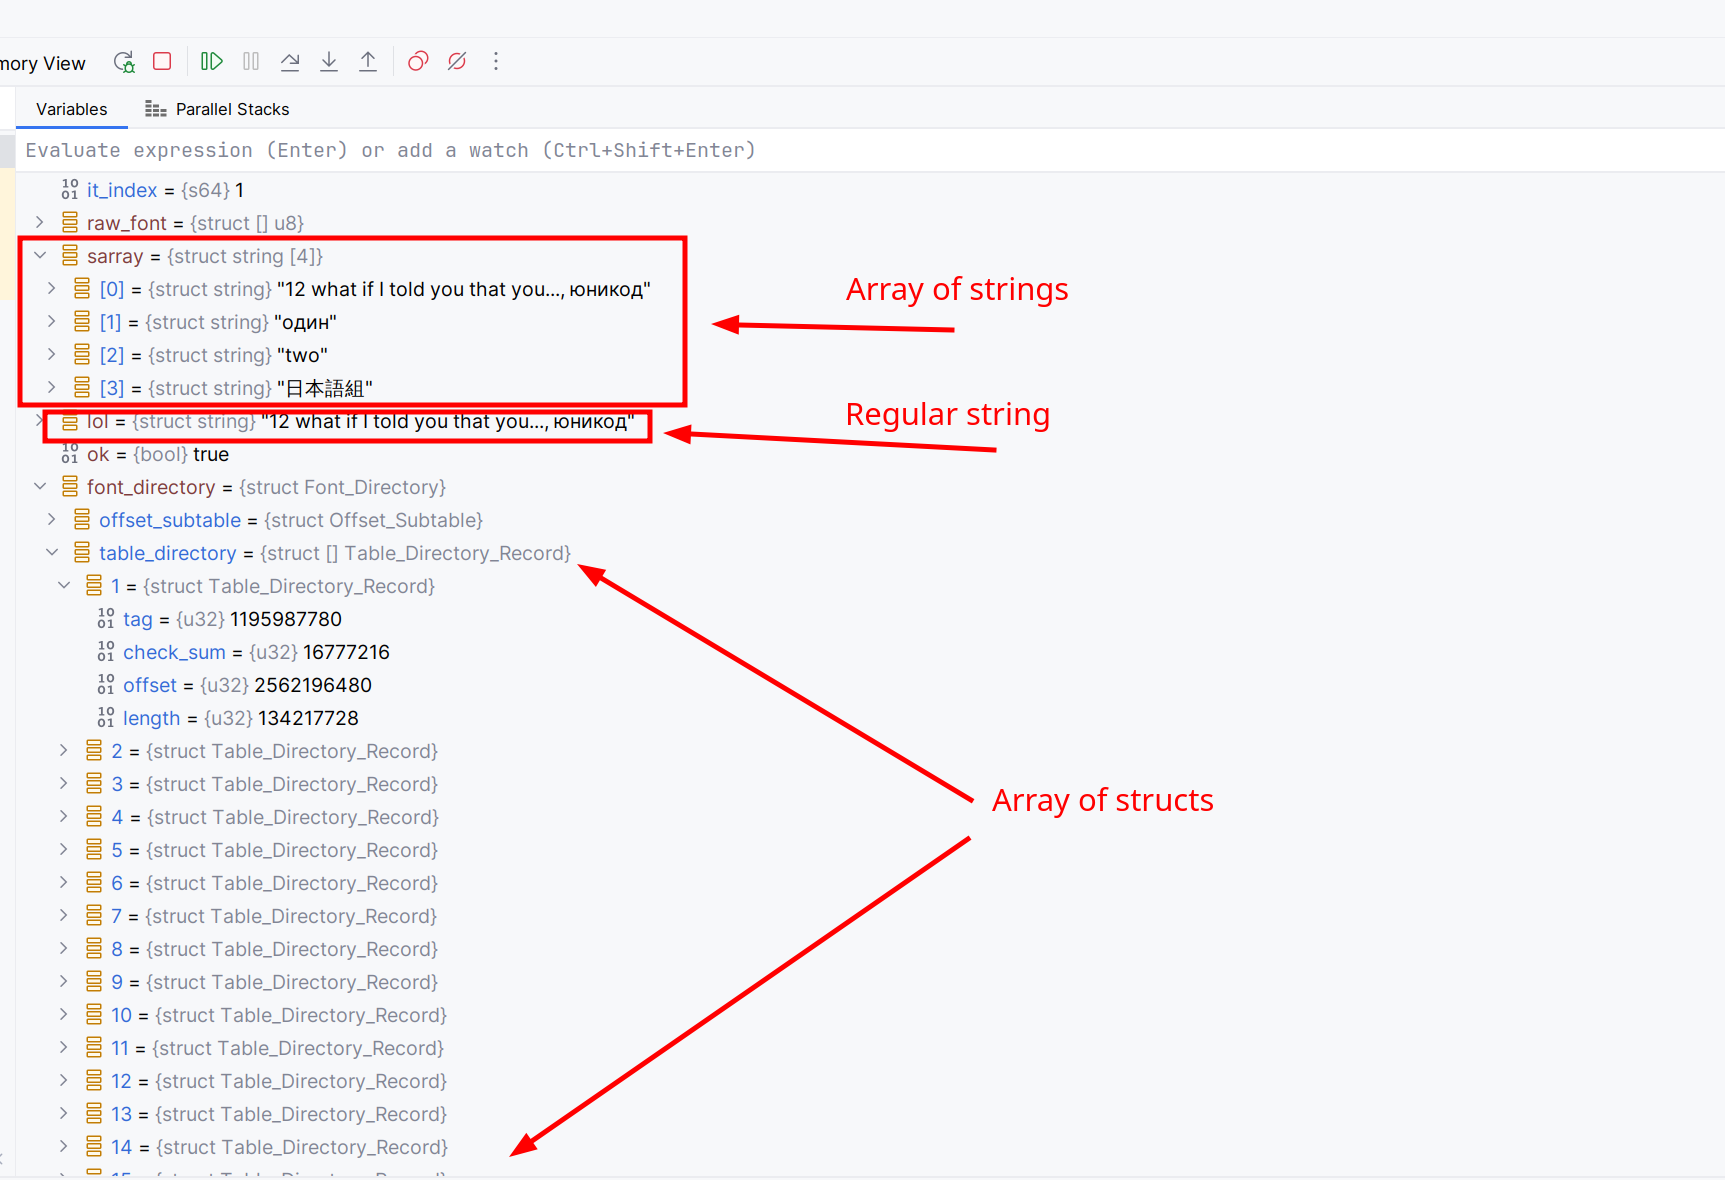 mory View
Variables
Parallel Stacks
Evaluate expression (Enter) or add a watch (Ctrl+Shift+Enter)
it_index = {s64} 1
raw_font = {struct [] u8}
sarray = {struct string [4]}
[0] = {struct string} "12 what if I told you that you..., юникод"
Array of strings
[1] = {struct string} "один"
[2] = {struct string} "two"
[3] = {struct string} "日本語組"
lol = {struct string} "12 what if I told you that you..., юникод"
Regular string
ok = {bool} true
font_directory = {struct Font_Directory}
offset_subtable = {struct Offset_Subtable}
table_directory = {struct [] Table_Directory_Record}
1 = {struct Table_Directory_Record}
tag = {u32} 1195987780
check_sum = {u32} 16777216
offset = {u32} 2562196480
length = {u32} 134217728
2 = {struct Table_Directory_Record}
3 = {struct Table_Directory_Record}
Array of structs
4 = {struct Table_Directory_Record}
5 = {struct Table_Directory_Record}
6 = {struct Table_Directory_Record}
7 = {struct Table_Directory_Record}
8 = {struct Table_Directory_Record}
9 = {struct Table_Directory_Record}
10 = {struct Table_Directory_Record}
11 = {struct Table_Directory_Record}
12 = {struct Table_Directory_Record}
13 = {struct Table_Directory_Record}
14 = {struct Table_Directory_Record}